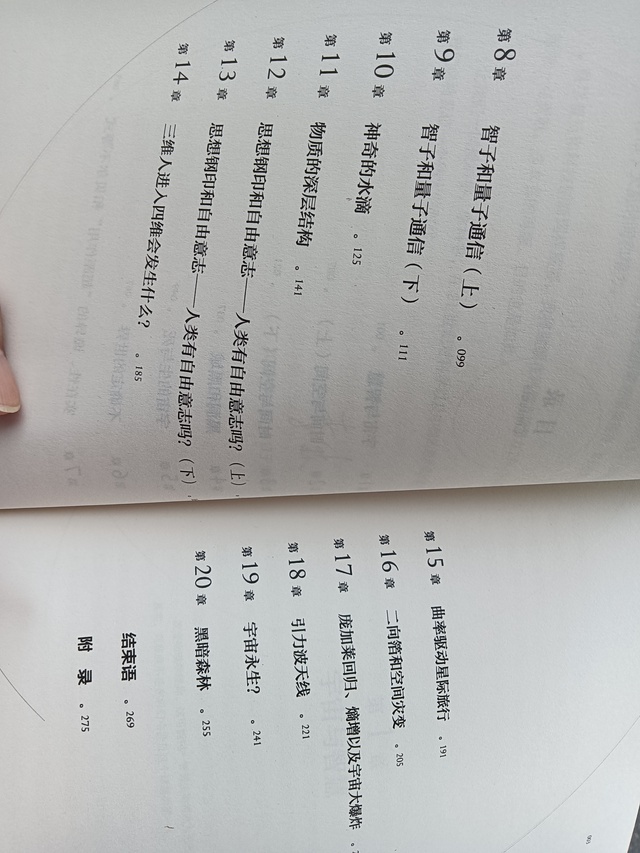 第8章 智子和量子通信(上) 。099
第9章 智子和量子通信(下) 。111
第10章 神奇的水滴 。125
第11章 物质的深层结构 。141
第12章 思想钢印和自由意志——人类有自由意志吗?(上)
第13章 思想钢印和自由意志——人类有自由意志吗?(下)
第14章 三维人进入四维会发生什么? 。185
第15章 曲率驱动星际旅行 。191
第16章 二向箔和空间灾变 。205
第17章 庞加莱回归、熵增以及宇宙大爆炸
第18章 引力波天线 。221
第19章 宇宙永生? 。241
第20章 黑暗森林 。255
结束语 。269
附 录 。275